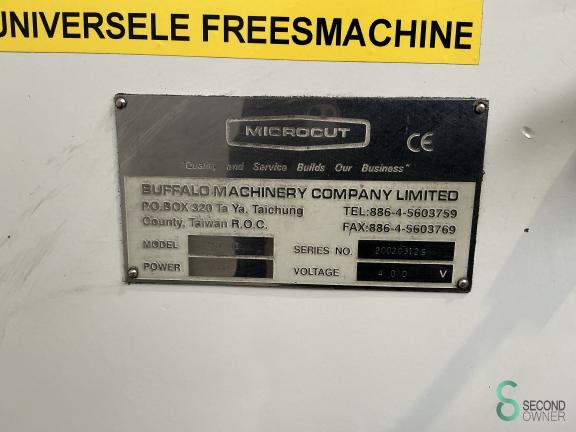 UNIVERSELE FREESMACHINE
MICROCUT
CE
"Quality and Service Builds Our Business"
BUFFALO MACHINERY COMPANY LIMITED
P.O.BOX 320 Ta Ya, Taichung
County, Taiwan R.O.C.
TEL:886-4-5603759
FAX:886-4-5603769
MODEL
SERIES NO.
POWER
VOLTAGE 400 V
SECOND
OWNER